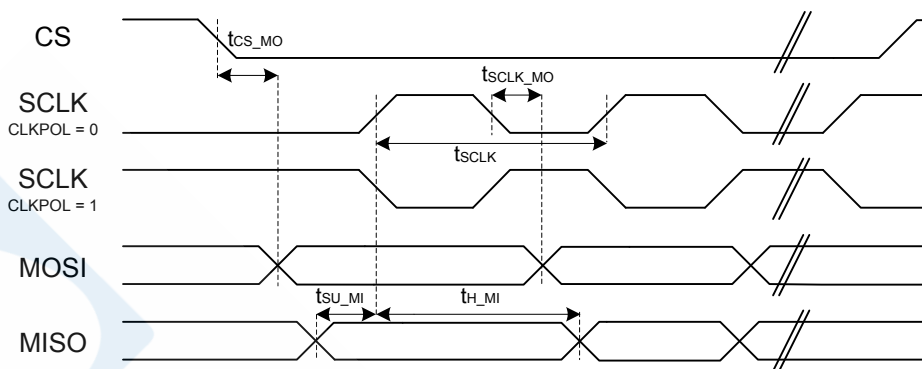 CS
tCS_MO
SCLK
CLKPOL = 0
tSCLK_MO
tSCLK
SCLK
CLKPOL = 1
MOSI
tSU_MI
tH_MI
MISO